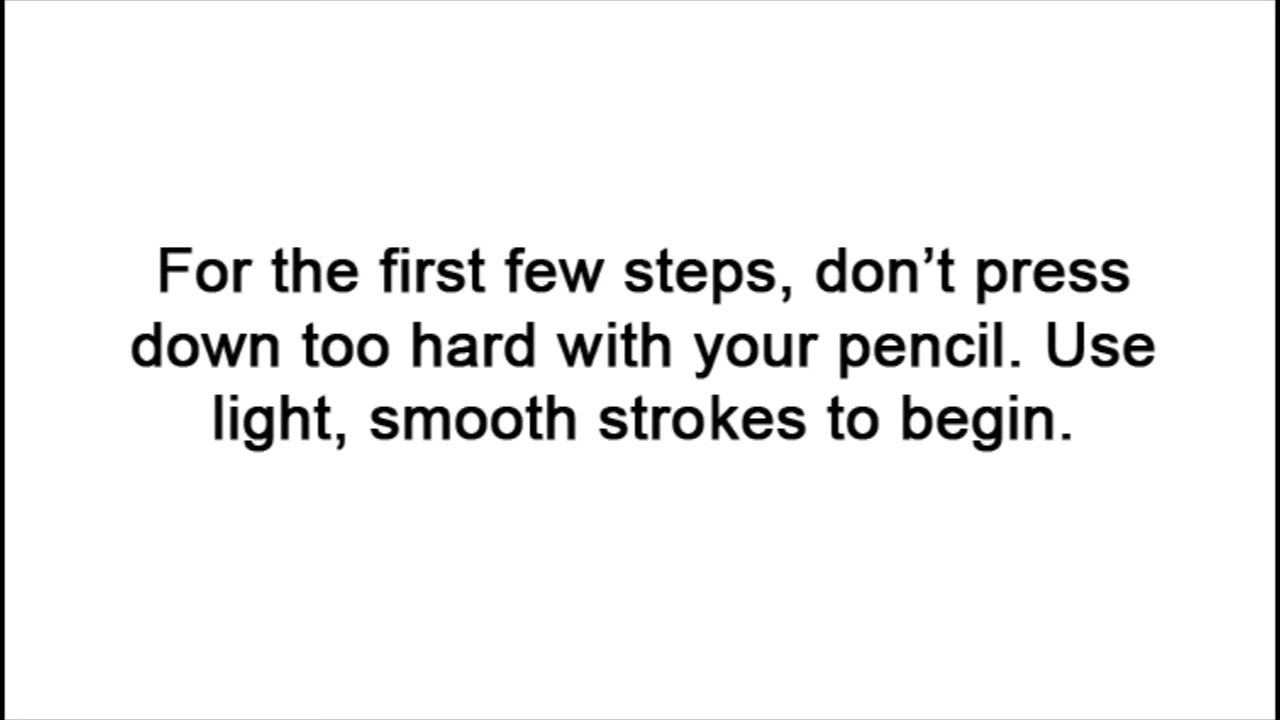 For the first few steps, don’t press
down too hard with your pencil. Use
light, smooth strokes to begin.